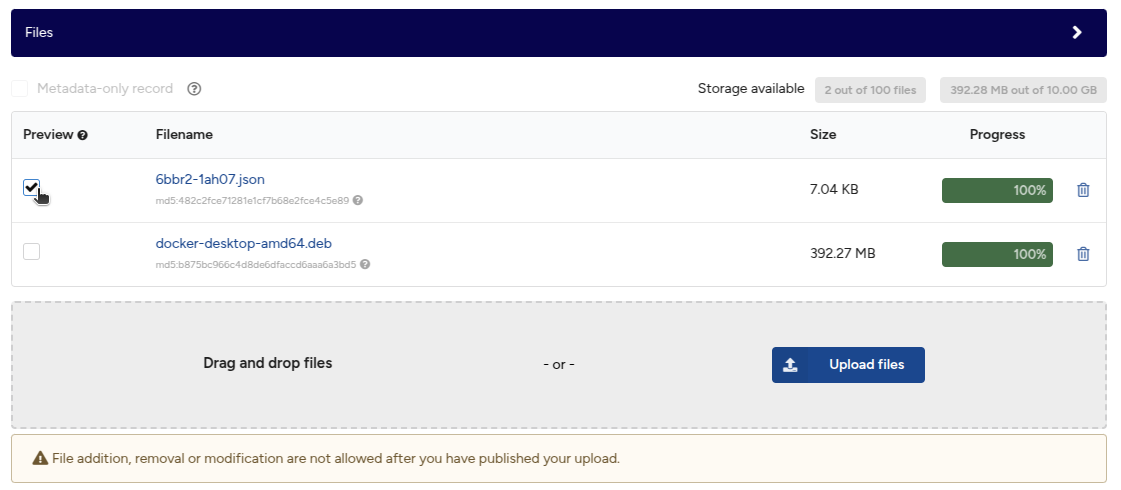 Files
Metadata-only record
Storage available 2 out of 100 files 392.28 MB out of 10.00 GB
Preview Filename Size Progress
6bbr2-1ah07.json 7.04 KB 100%
md5:482c2fce71281e1cf7b68e2fce4c5e89
docker-desktop-amd64.deb 392.27 MB 100%
md5:b875bc966c4d8de6dfaccd6aaa6a3bd5
Drag and drop files - or - Upload files
File addition, removal or modification are not allowed after you have published your upload.